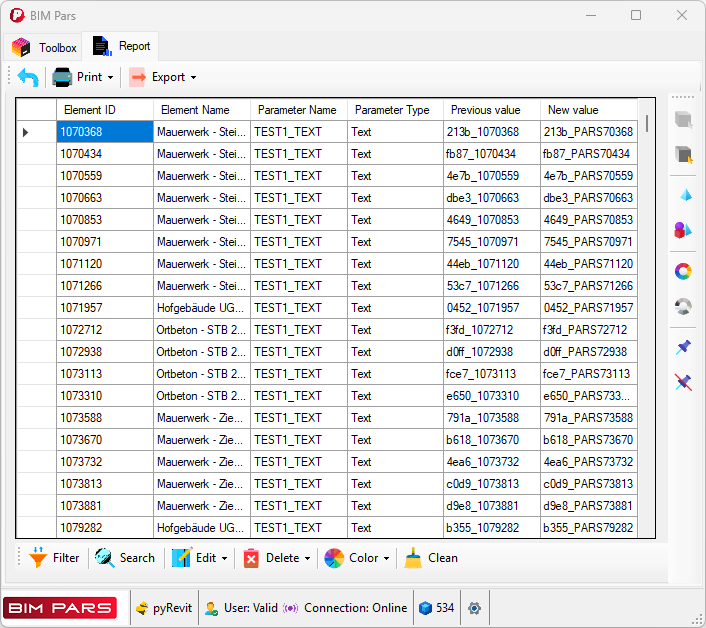 BIM Pars
Toolbox Report
Print Export
Element ID Element Name Parameter Name Parameter Type Previous value New value
1070368 Mauerwerk - Stei... TEST1_TEXT Text 213b_1070368 213b_PARS70368
1070434 Mauerwerk - Stei... TEST1_TEXT Text fb87_1070434 fb87_PARS70434
1070559 Mauerwerk - Stei... TEST1_TEXT Text 4e7b_1070559 4e7b_PARS70559
1070663 Mauerwerk - Stei... TEST1_TEXT Text dbe3_1070663 dbe3_PARS70663
1070853 Mauerwerk - Stei... TEST1_TEXT Text 4649_1070853 4649_PARS70853
1070971 Mauerwerk - Stei... TEST1_TEXT Text 7545_1070971 7545_PARS70971
1071120 Mauerwerk - Stei... TEST1_TEXT Text 44eb_1071120 44eb_PARS71120
1071266 Mauerwerk - Stei... TEST1_TEXT Text 53c7_1071266 53c7_PARS71266
1071957 Hofgebäude UG... TEST1_TEXT Text 0452_1071957 0452_PARS71957
1072712 Ortbeton - STB 2... TEST1_TEXT Text f3fd_1072712 f3fd_PARS72712
1072938 Ortbeton - STB 2... TEST1_TEXT Text d0ff_1072938 d0ff_PARS72938
1073113 Ortbeton - STB 2... TEST1_TEXT Text fce7_1073113 fce7_PARS73113
1073310 Ortbeton - STB 2... TEST1_TEXT Text e650_1073310 e650_PARS733...
1073588 Mauerwerk - Zie... TEST1_TEXT Text 791a_1073588 791a_PARS73588
1073670 Mauerwerk - Zie... TEST1_TEXT Text b618_1073670 b618_PARS73670
1073732 Mauerwerk - Zie... TEST1_TEXT Text 4ea6_1073732 4ea6_PARS73732
1073813 Mauerwerk - Zie... TEST1_TEXT Text c0d9_1073813 c0d9_PARS73813
1073881 Mauerwerk - Zie... TEST1_TEXT Text d9e8_1073881 d9e8_PARS73881
1079282 Hofgebäude UG... TEST1_TEXT Text b355_1079282 b355_PARS79282
Filter Search Edit Delete Color Clean
BIM PARS pyRevit User: Valid Connection: Online 534